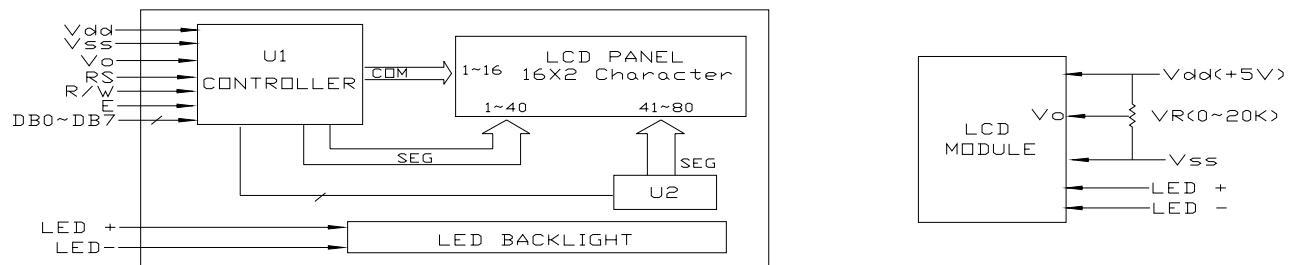 Vdd
Vss
Vo
RS
R/W
E
DB0~DB7
U1
CONTROLLER
COM
LCD PANEL
1~16
16X2 Character
1~40
41~80
SEG
SEG
U2
LED +
LED-
LED BACKLIGHT
LCD
MODULE
Vdd(+5V)
Vo
VR(0~20K)
Vss
LED +
LED -